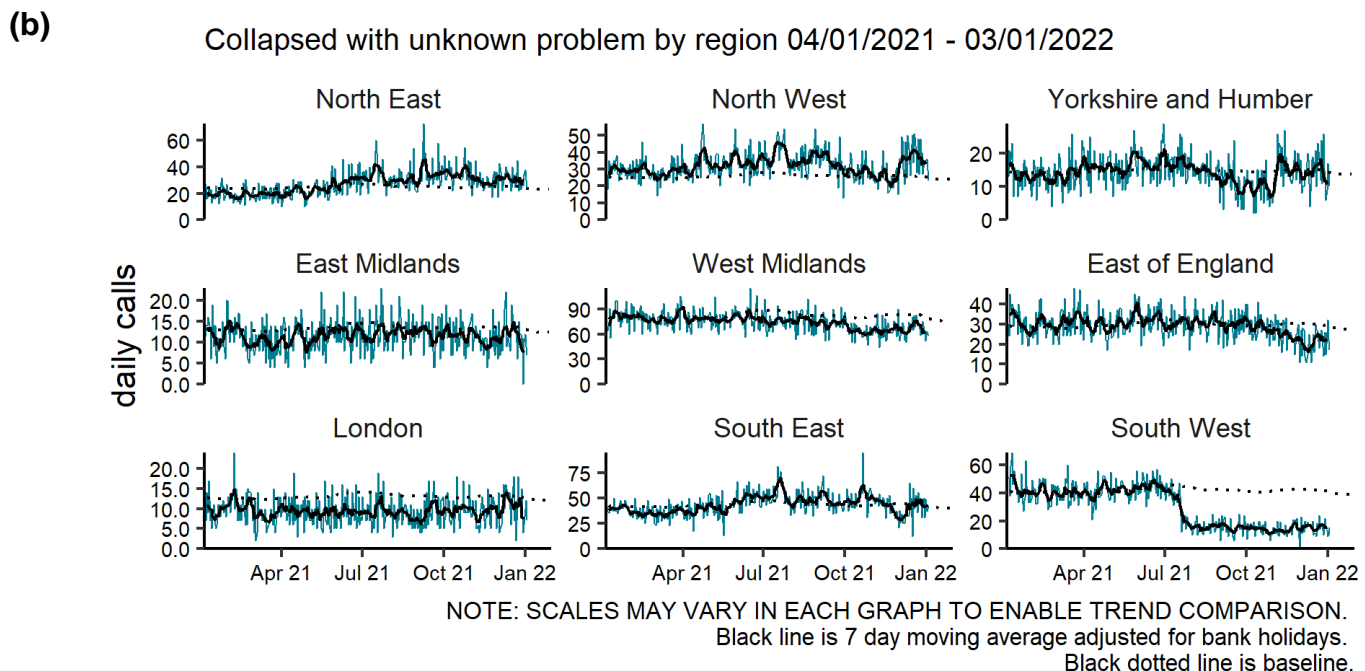 (b)
Collapsed with unknown problem by region 04/01/2021 - 03/01/2022
North East
North West
Yorkshire and Humber
60
40
20
0
50
40
30
20
10
0
20
10
0
East Midlands
West Midlands
East of England
daily calls
20.0
15.0
10.0
5.0
0.0
90
60
30
0
40
30
20
10
0
London
South East
South West
20.0
15.0
10.0
5.0
0.0
75
50
25
0
60
40
20
0
Apr 21 Jul 21 Oct 21 Jan 22
Apr 21 Jul 21 Oct 21 Jan 22
Apr 21 Jul 21 Oct 21 Jan 22
NOTE: SCALES MAY VARY IN EACH GRAPH TO ENABLE TREND COMPARISON.
Black line is 7 day moving average adjusted for bank holidays.
Black dotted line is baseline.